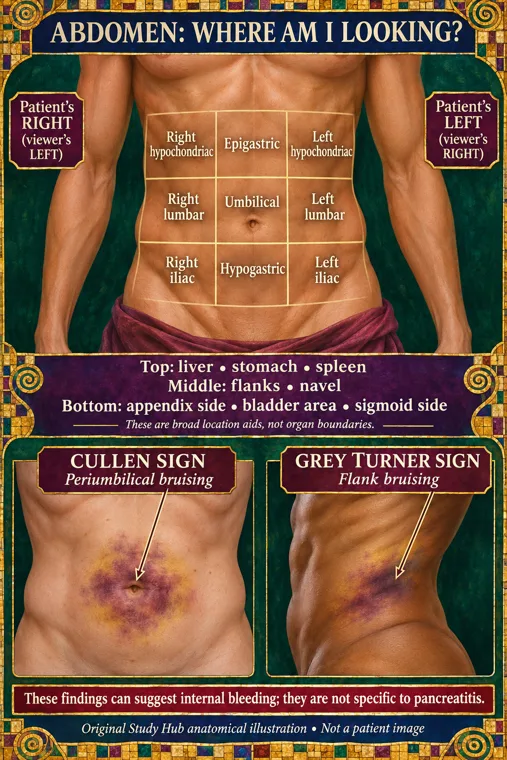 ABDOMEN: WHERE AM I LOOKING?
Patient's
RIGHT
(viewer's
LEFT)
Patient's
LEFT
(viewer's
RIGHT)
Right
hypochondriac
Epigastric
Left
hypochondriac
Right
lumbar
Umbilical
Left
lumbar
Right
iliac
Hypogastric
Left
iliac
Top: liver • stomach • spleen
Middle: flanks • navel
Bottom: appendix side • bladder area • sigmoid side
These are broad location aids, not organ boundaries.
CULLEN SIGN
Periumbilical bruising
GREY TURNER SIGN
Flank bruising
These findings can suggest internal bleeding; they are not specific to pancreatitis.
Original Study Hub anatomical illustration • Not a patient image